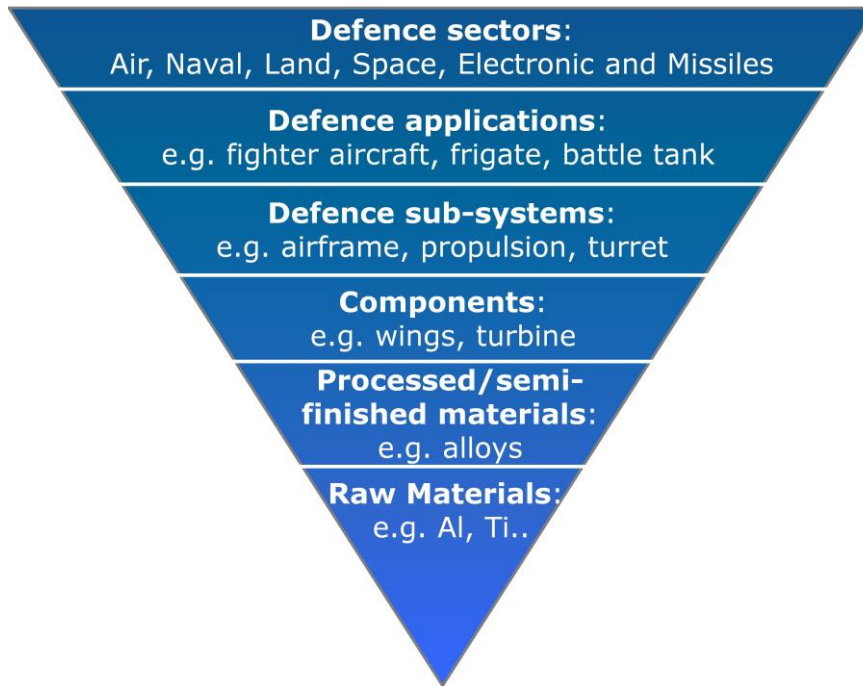 Defence sectors:
Air, Naval, Land, Space, Electronic and Missiles
Defence applications:
e.g. fighter aircraft, frigate, battle tank
Defence sub-systems:
e.g. airframe, propulsion, turret
Components:
e.g. wings, turbine
Processed/semi-
finished materials:
e.g. alloys
Raw Materials:
e.g. Al, Ti..